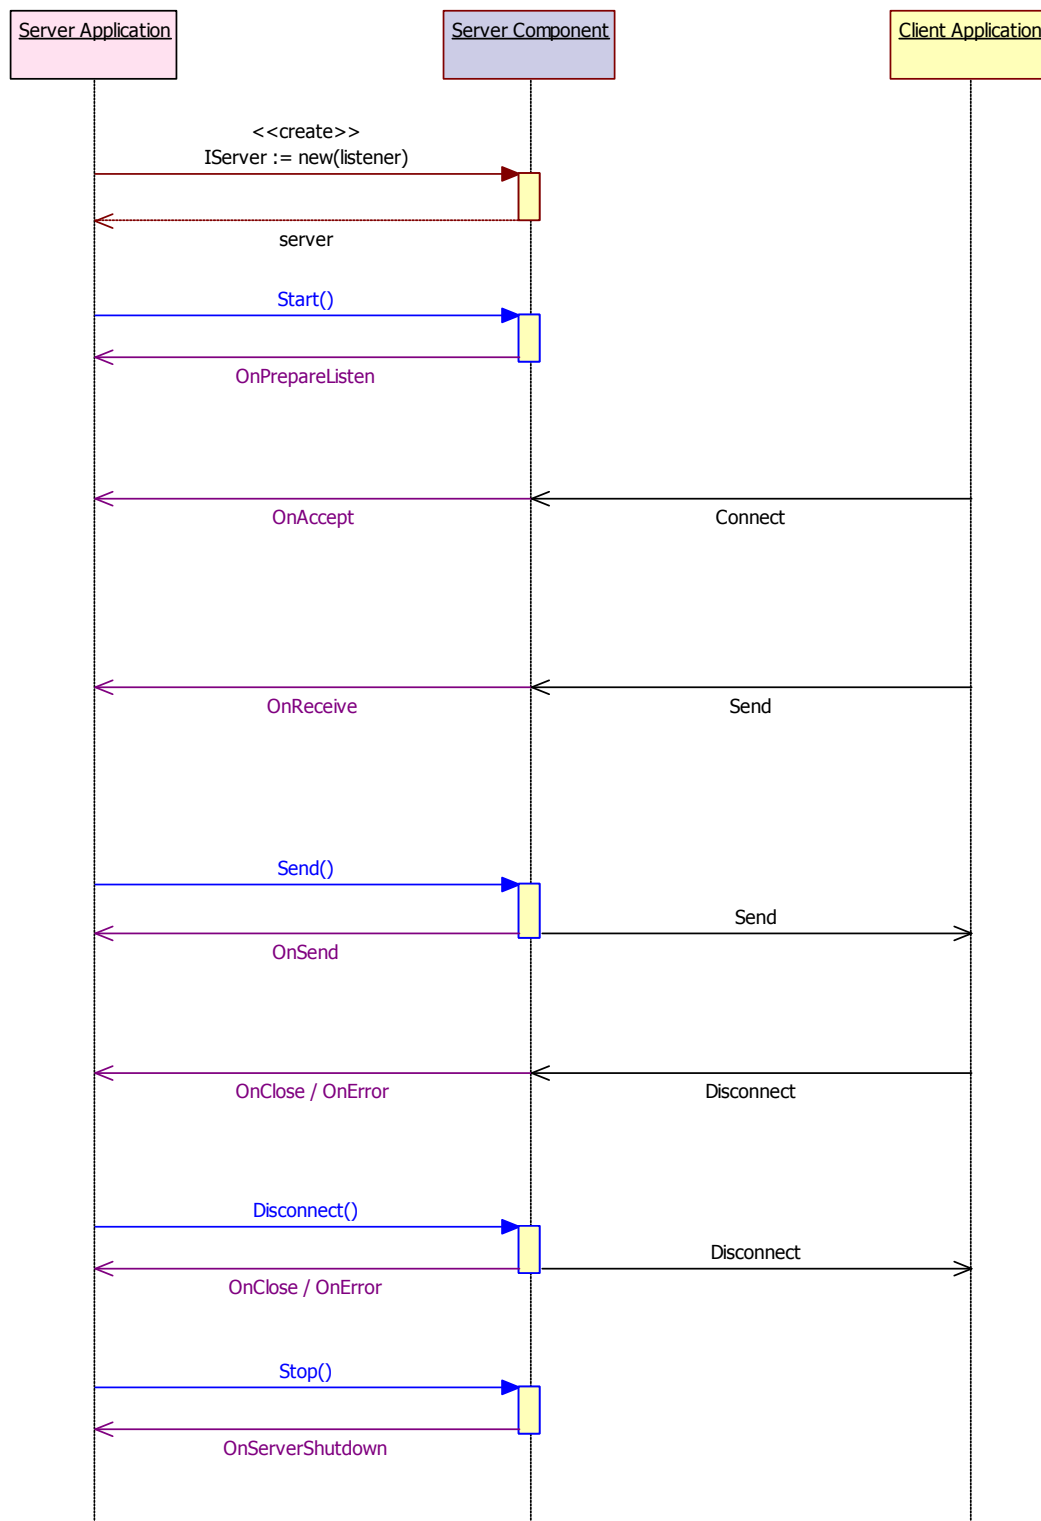 Server Application
Server Component
Client Application
<<create>>
IServer := new(listener)
server
Start()
OnPrepareListen
OnAccept
Connect
OnReceive
Send
Send()
Send
OnSend
OnClose / OnError
Disconnect
Disconnect()
Disconnect
OnClose / OnError
Stop()
OnServerShutdown